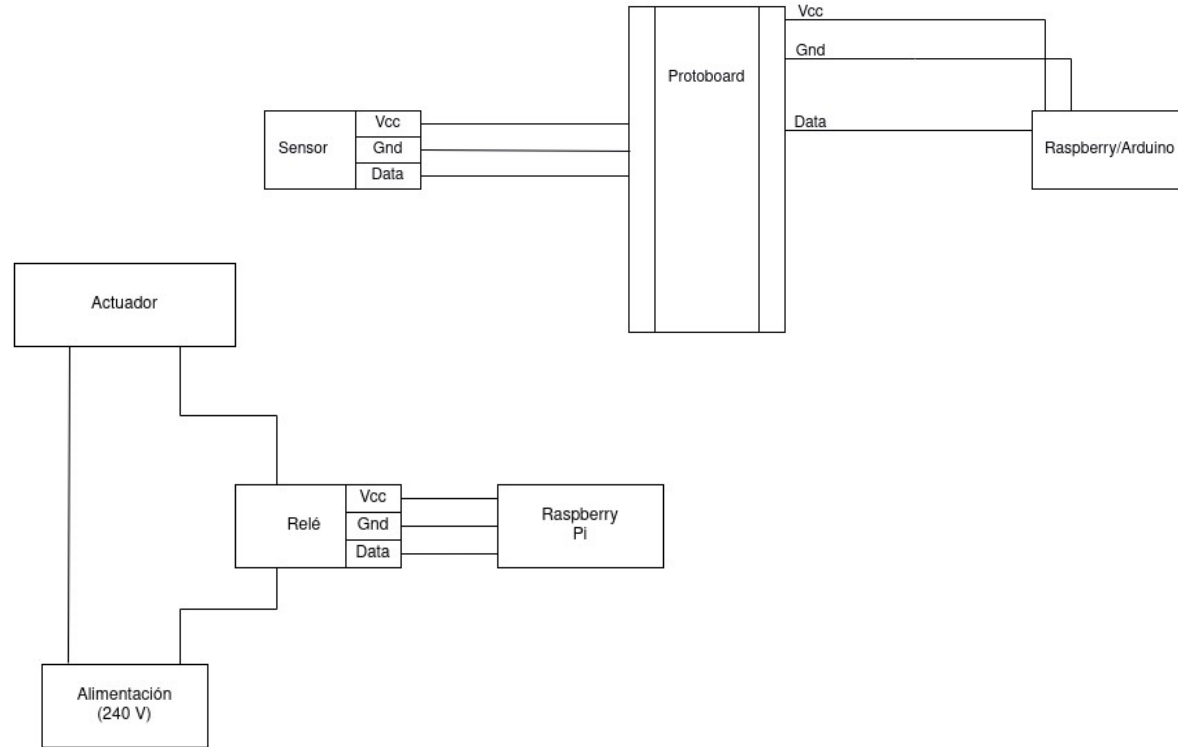 Vcc
Gnd
Protoboard
Data
Vcc
Sensor
Gnd
Data
Raspberry/Arduino
Actuador
Vcc
Relé
Gnd
Data
Raspberry
Pi
Alimentación
(240 V)